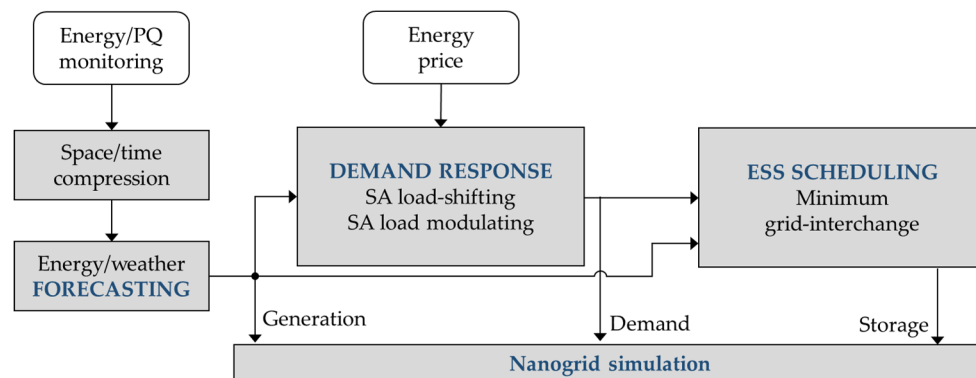 Energy/PQ
monitoring
Energy
price
Space/time
compression
DEMAND RESPONSE
SA load-shifting
SA load modulating
ESS SCHEDULING
Minimum
grid-interchange
Energy/weather
FORECASTING
Generation
Demand
Storage
Nanogrid simulation